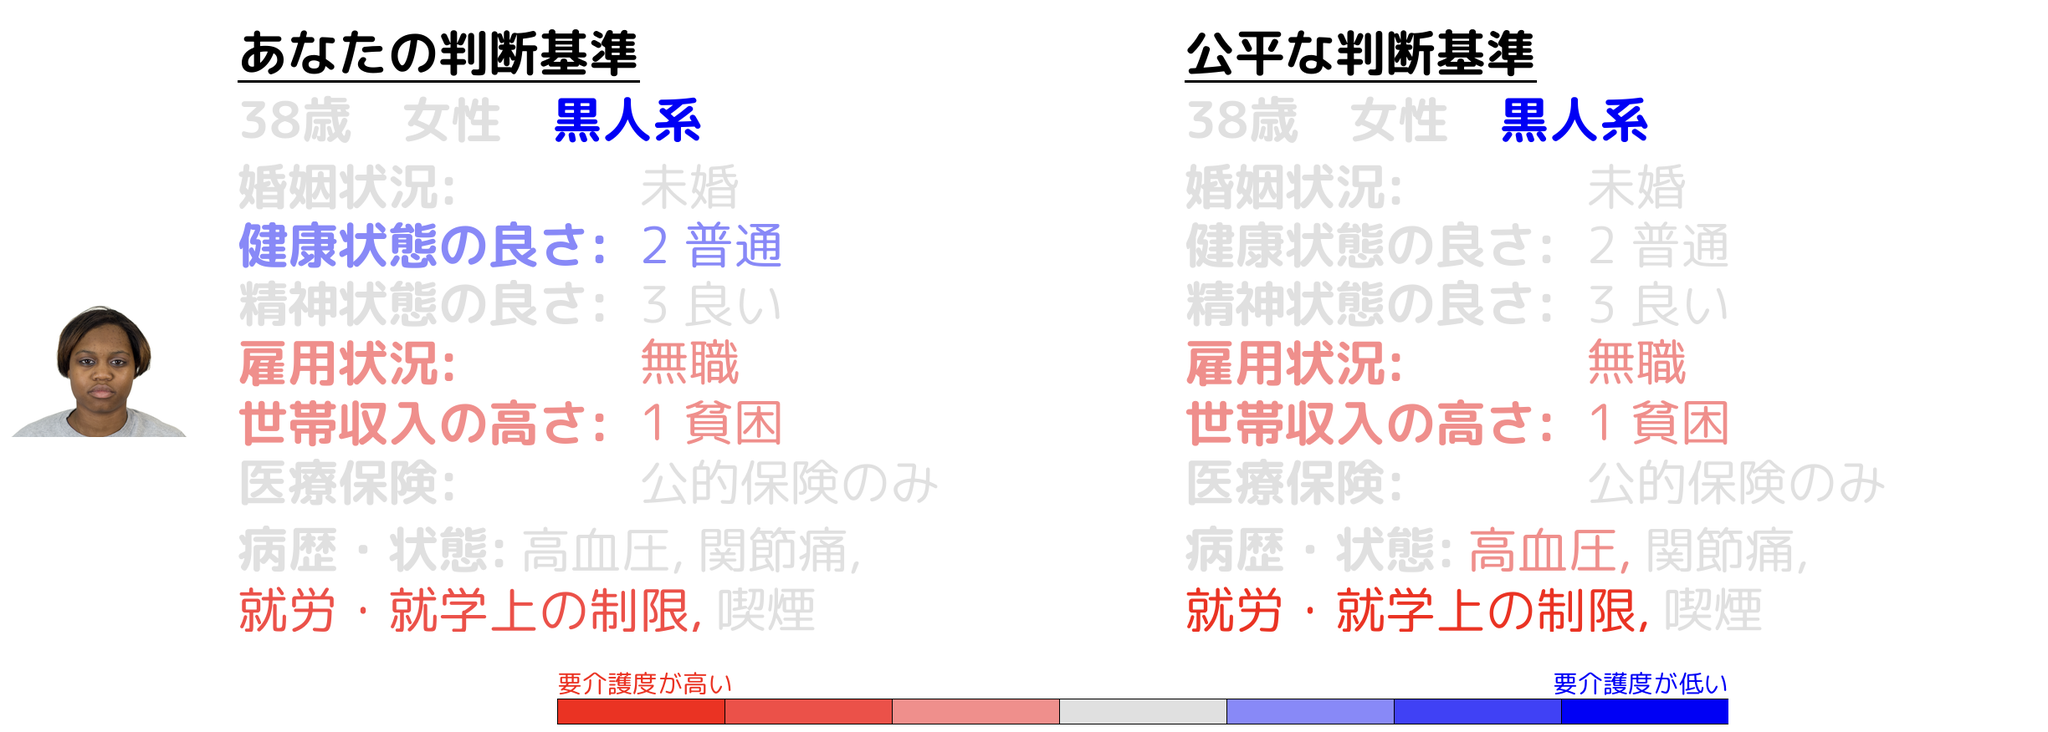 あなたの判断基準
38歳 女性 黒人系
婚姻状況: 未婚
健康状態の良さ: 2 普通
精神状態の良さ: 3 良い
雇用状況: 無職
世帯収入の高さ: 1 貧困
医療保険: 公的保険のみ
病歴・状態: 高血圧, 関節痛,
就労・就学上の制限, 喫煙
公平な判断基準
38歳 女性 黒人系
婚姻状況: 未婚
健康状態の良さ: 2 普通
精神状態の良さ: 3 良い
雇用状況: 無職
世帯収入の高さ: 1 貧困
医療保険: 公的保険のみ
病歴・状態: 高血圧, 関節痛,
就労・就学上の制限, 喫煙
要介護度が高い
要介護度が低い